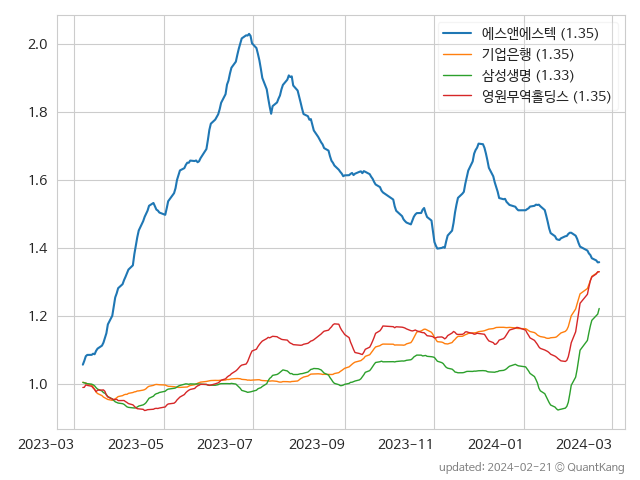 에스앤에스텍 (1.35)
기업은행 (1.35)
삼성생명 (1.33)
영원무역홀딩스 (1.35)
2.0
1.8
1.6
1.4
1.2
1.0
2023-03 2023-05 2023-07 2023-09 2023-11 2024-01 2024-03
updated: 2024-02-21 © QuantKang